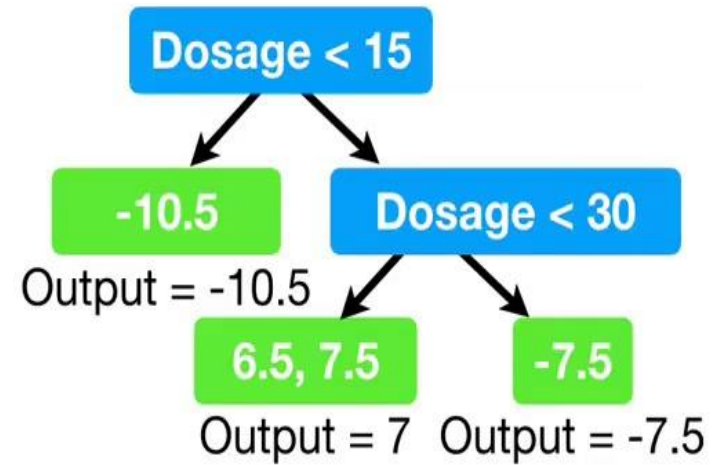 Dosage < 15
-10.5
Dosage < 30
Output = -10.5
6.5, 7.5
-7.5
Output = 7
Output = -7.5